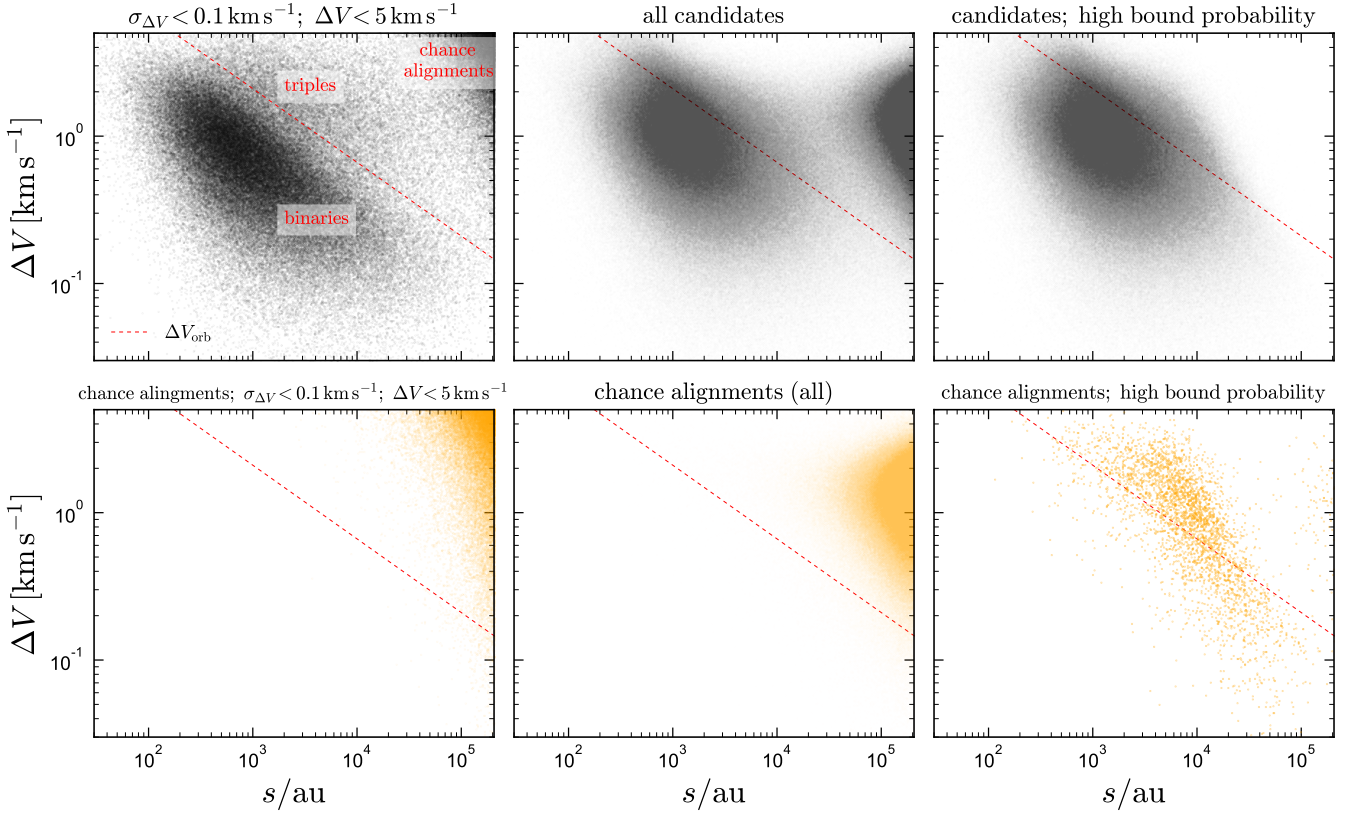 σ_ΔV < 0.1 km s⁻¹; ΔV < 5 km s⁻¹
all candidates
candidates; high bound probability
chance
alignments
triples
binaries
ΔV_orb
ΔV [km s⁻¹]
10⁰
10⁻¹
chance alingments; σ_ΔV < 0.1 km s⁻¹; ΔV < 5 km s⁻¹
chance alignments (all)
chance alignments; high bound probability
ΔV [km s⁻¹]
10⁰
10⁻¹
10² 10³ 10⁴ 10⁵
10² 10³ 10⁴ 10⁵
10² 10³ 10⁴ 10⁵
s/au
s/au
s/au